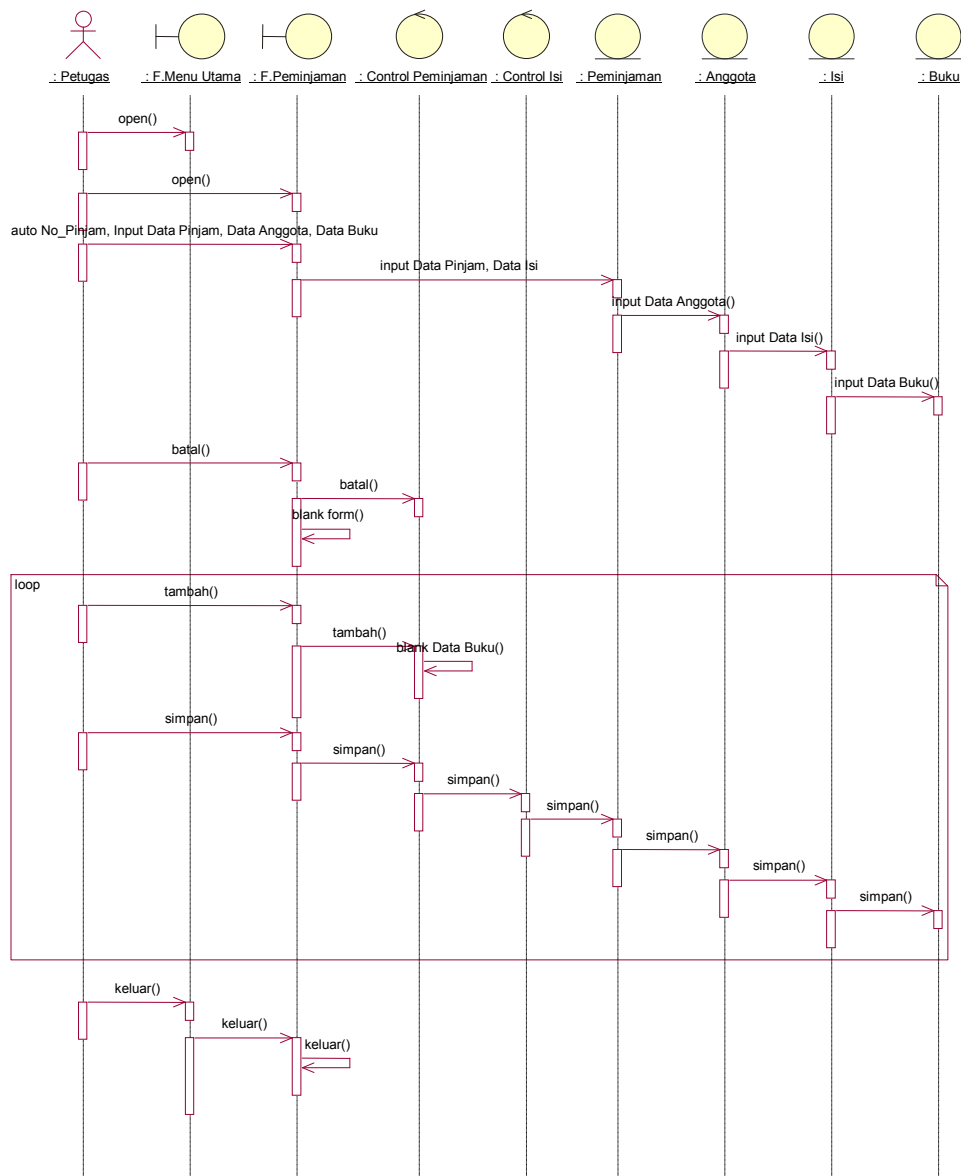 : Petugas
: F.Menu Utama
: F.Peminjaman
: Control Peminjaman
: Control Isi
: Peminjaman
: Anggota
: Isi
: Buku
open()
open()
auto No_Pinjam, Input Data Pinjam, Data Anggota, Data Buku
input Data Pinjam, Data Isi
input Data Anggota()
input Data Isi()
input Data Buku()
batal()
batal()
blank form()
loop
tambah()
tambah()
blank Data Buku()
simpan()
simpan()
simpan()
simpan()
simpan()
simpan()
simpan()
keluar()
keluar()
keluar()